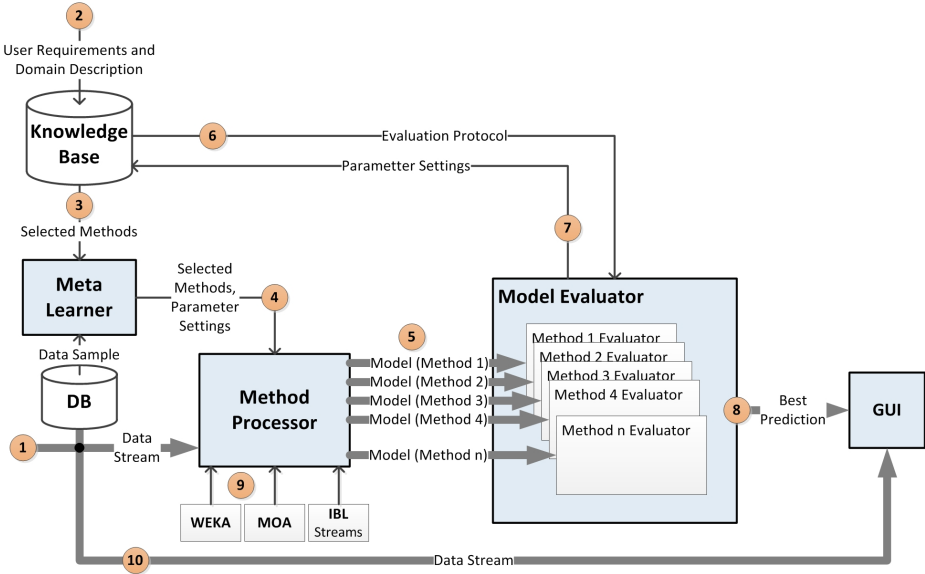 2
User Requirements and
Domain Description
Knowledge
Base
6
Evaluation Protocol
Parametter Settings
3
Selected Methods
7
Meta
Learner
Selected
Methods,
Parameter
Settings
4
Data Sample
DB
1
Data
Stream
Method
Processor
5
Model (Method 1)
Model (Method 2)
Model (Method 3)
Model (Method 4)
Model (Method n)
Model Evaluator
Method 1 Evaluator
Method 2 Evaluator
Method 3 Evaluator
Method 4 Evaluator
Method n Evaluator
8
Best
Prediction
GUI
9
WEKA
MOA
IBL
Streams
10
Data Stream